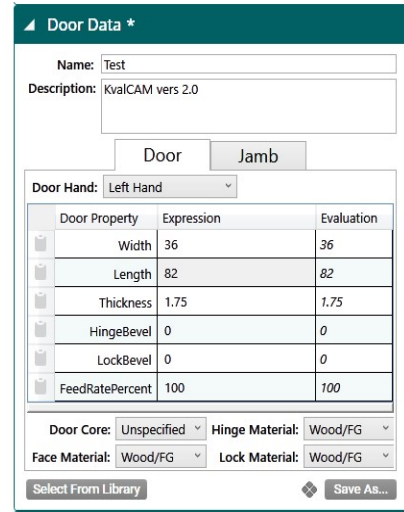 Door Data *
Name: Test
Description: KvalCAM vers 2.0
Door Jamb
Door Hand: Left Hand
Door Property Expression Evaluation
Width 36 36
Length 82 82
Thickness 1.75 1.75
HingeBevel 0 0
LockBevel 0 0
FeedRatePercent 100 100
Door Core: Unspecified Hinge Material: Wood/FG
Face Material: Wood/FG Lock Material: Wood/FG
Select From Library Save As...